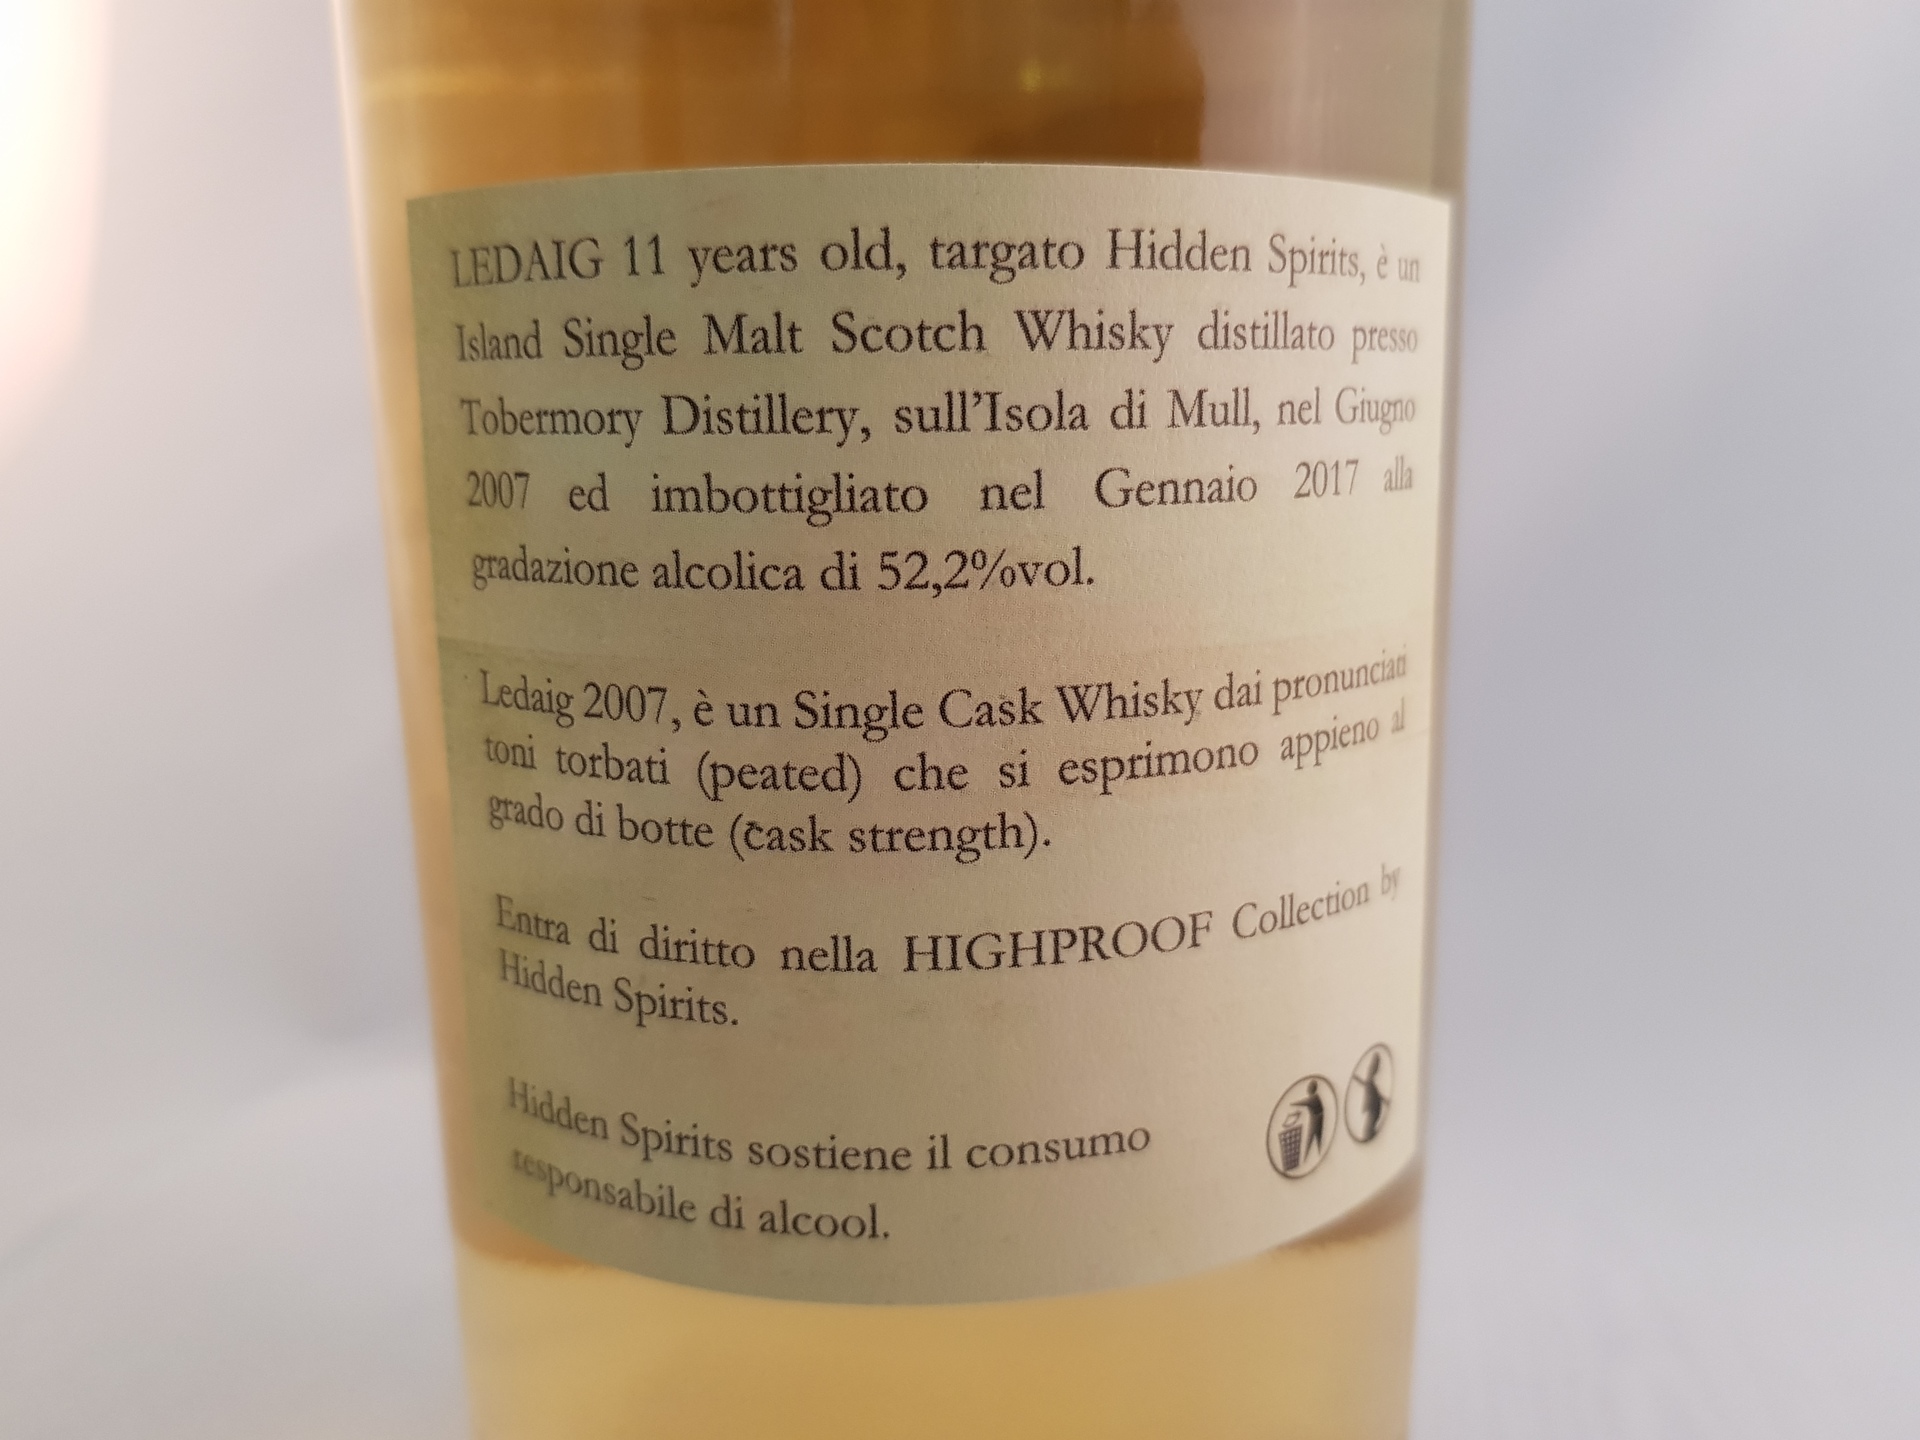 LEDAIG 11 years old, targato Hidden Spirits, è un
Island Single Malt Scotch Whisky distillato presso
Tobermory Distillery, sull'Isola di Mull, nel Giugno
2007 ed imbottigliato nel Gennaio 2017 alla
gradazione alcolica di 52,2%vol.
Ledaig 2007, è un Single Cask Whisky dai pronunciati
toni torbati (peated) che si esprimono appieno al
grado di botte (cask strength).
Entra di diritto nella HIGHPROOF Collection by
Hidden Spirits.
Hidden Spirits sostiene il consumo
responsabile di alcool.